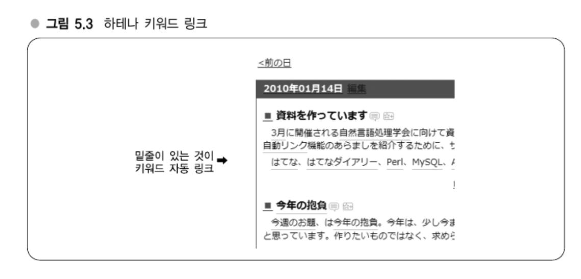 그림 5.3 하테나 키워드 링크
<前の日
2010年01月14日 編集
■ 資料を作っています
3月に開催される自然言語処理学会に向けて資
自動リンク機能のあらましを紹介するために、サ
はてな、はてなダイアリー、Perl、MySQL、A
밑줄이 있는 것이
키워드 자동 링크
■ 今年の抱負
今週のお題、は今年の抱負。今年は、少し今ま
と思っています。作りたいものではなく、求めら